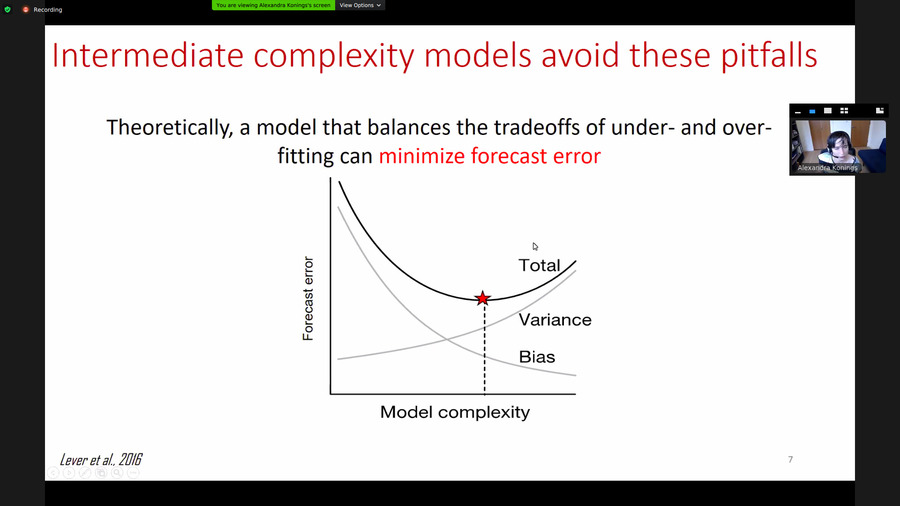 Recording
You are viewing Alexandra Konings's screen
View Options
Intermediate complexity models avoid these pitfalls
Theoretically, a model that balances the tradeoffs of under- and over-
fitting can minimize forecast error
Alexandra Konings
Forecast error
Total
Variance
Bias
Model complexity
Lever et al., 2016
7